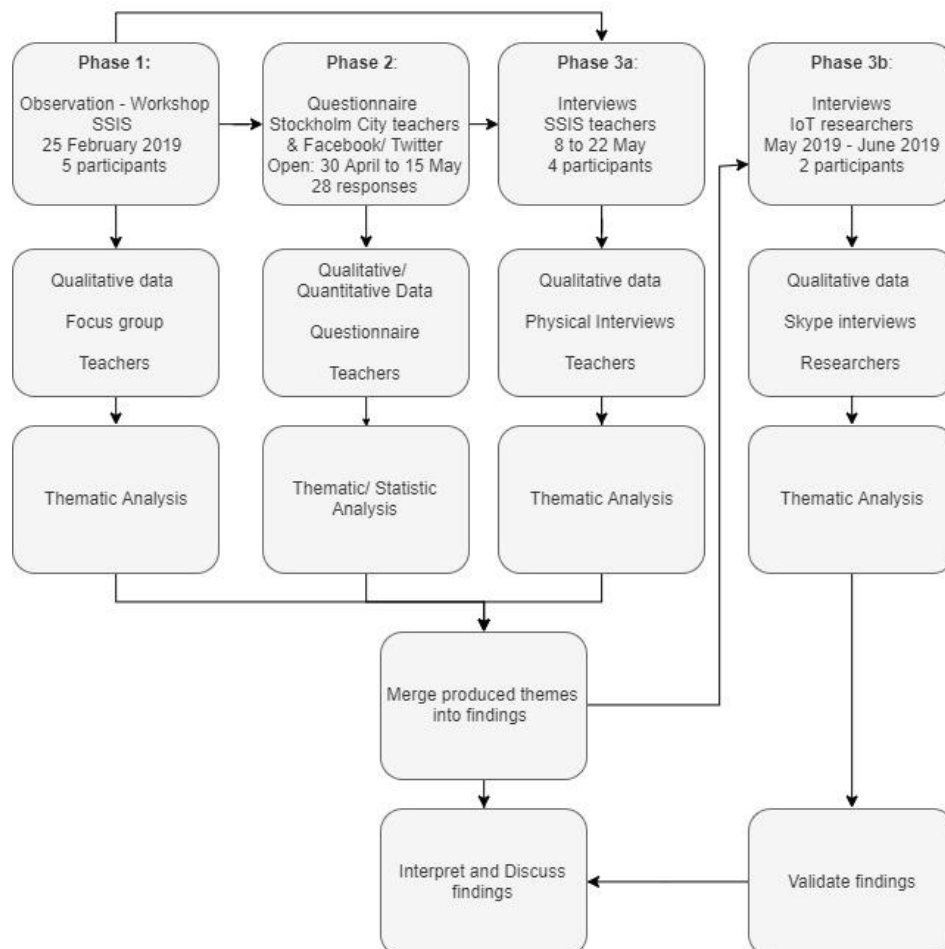 Phase 1:
Observation - Workshop
SSIS
25 February 2019
5 participants
Phase 2:
Questionnaire
Stockholm City teachers
& Facebook/ Twitter
Open: 30 April to 15 May
28 responses
Phase 3a:
Interviews
SSIS teachers
8 to 22 May
4 participants
Phase 3b:
Interviews
IoT researchers
May 2019 - June 2019
2 participants
Qualitative data
Focus group
Teachers
Qualitative/
Quantitative Data
Questionnaire
Teachers
Qualitative data
Physical Interviews
Teachers
Qualitative data
Skype interviews
Researchers
Thematic Analysis
Thematic/ Statistic
Analysis
Thematic Analysis
Thematic Analysis
Merge produced themes
into findings
Interpret and Discuss
findings
Validate findings